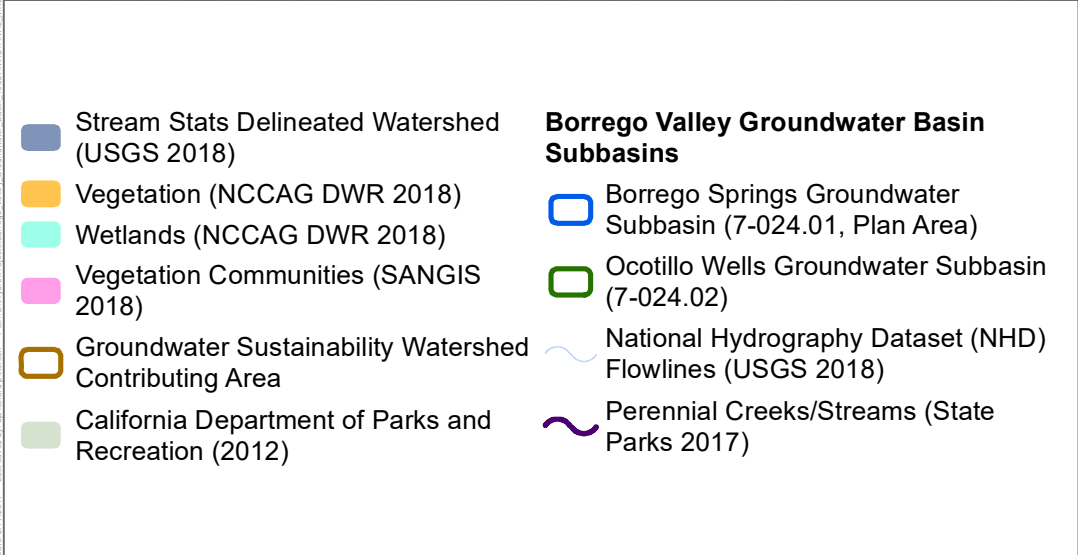 Stream Stats Delineated Watershed
(USGS 2018)
Vegetation (NCCAG DWR 2018)
Wetlands (NCCAG DWR 2018)
Vegetation Communities (SANGIS
2018)
Groundwater Sustainability Watershed
Contributing Area
California Department of Parks and
Recreation (2012)
Borrego Valley Groundwater Basin
Subbasins
Borrego Springs Groundwater
Subbasin (7-024.01, Plan Area)
Ocotillo Wells Groundwater Subbasin
(7-024.02)
National Hydrography Dataset (NHD)
Flowlines (USGS 2018)
Perennial Creeks/Streams (State
Parks 2017)